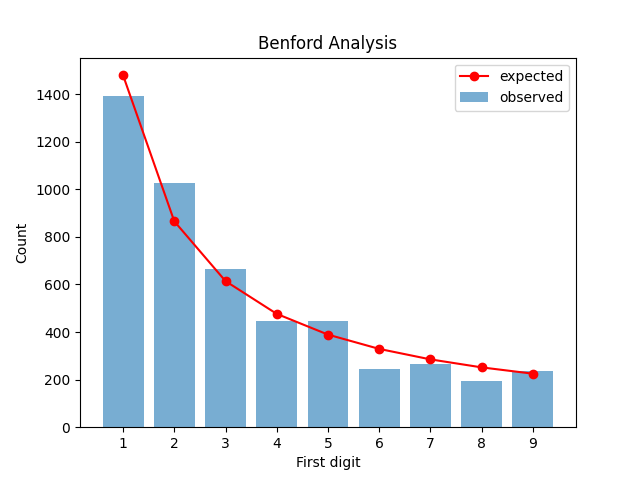 Benford Analysis
expected
observed
Count
1400
1200
1000
800
600
400
200
0
1 2 3 4 5 6 7 8 9
First digit